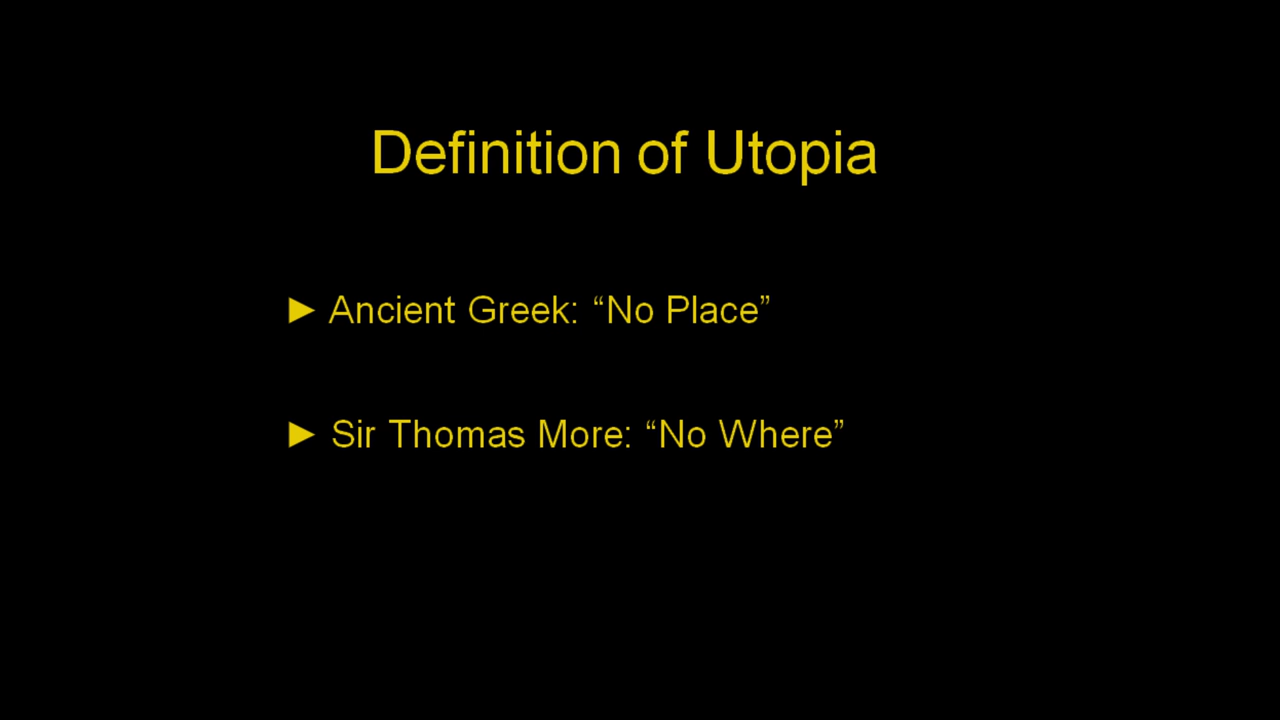 Definition of Utopia
► Ancient Greek: “No Place”
► Sir Thomas More: “No Where”